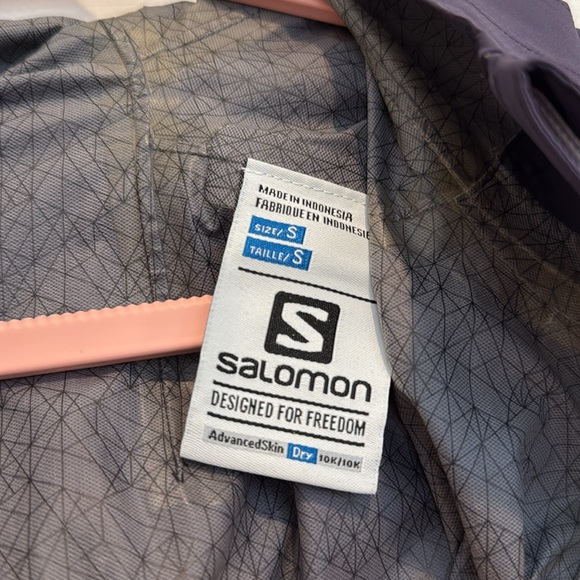 MADE IN INDONESIA
FABRIQUE EN INDONESIE
SIZE/ S
TAILLE/ S
S
SALOMON
DESIGNED FOR FREEDOM
AdvancedSkin Dry 10K/10K